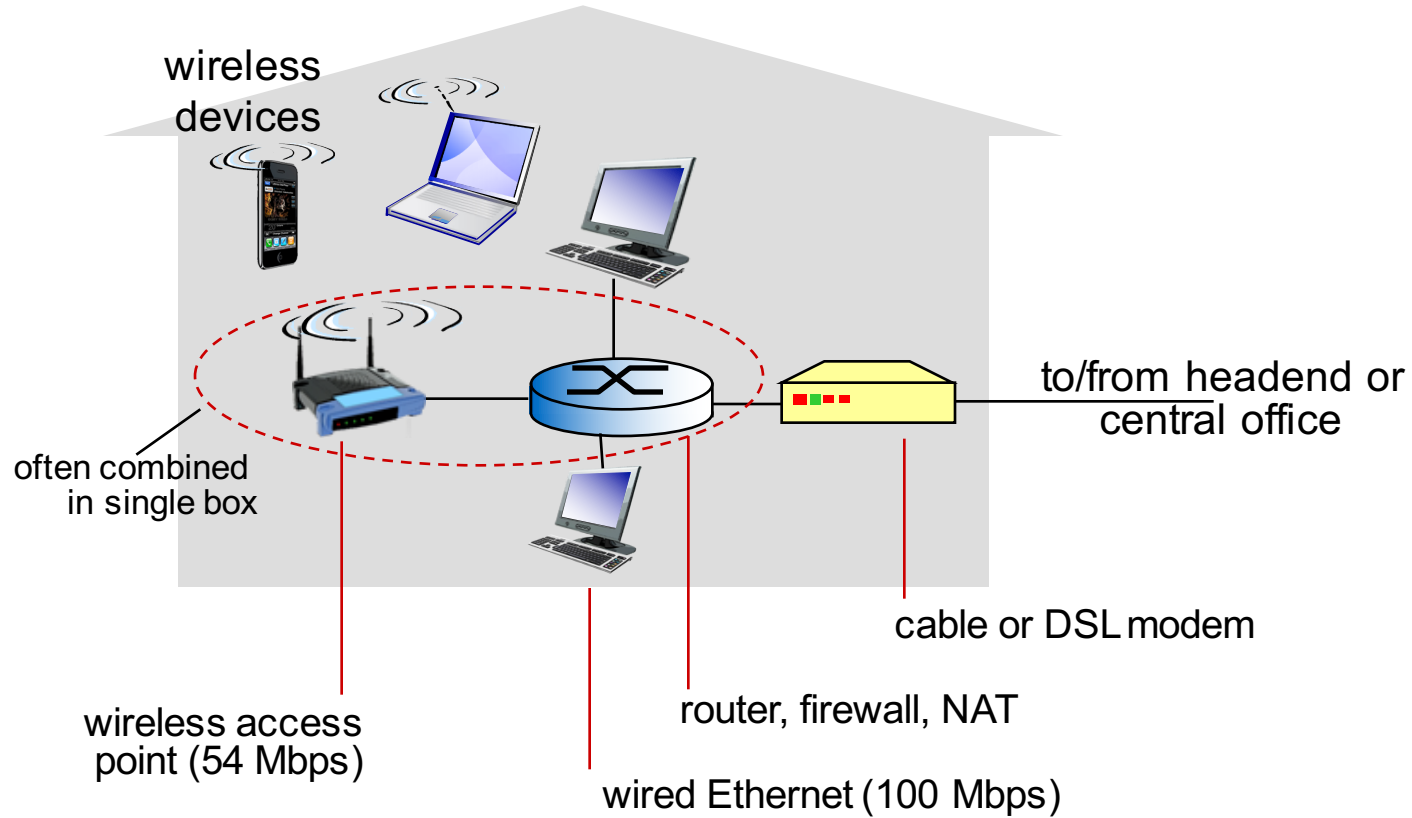 wireless
devices
to/from headend or
central office
often combined
in single box
cable or DSL modem
router, firewall, NAT
wireless access
point (54 Mbps)
wired Ethernet (100 Mbps)